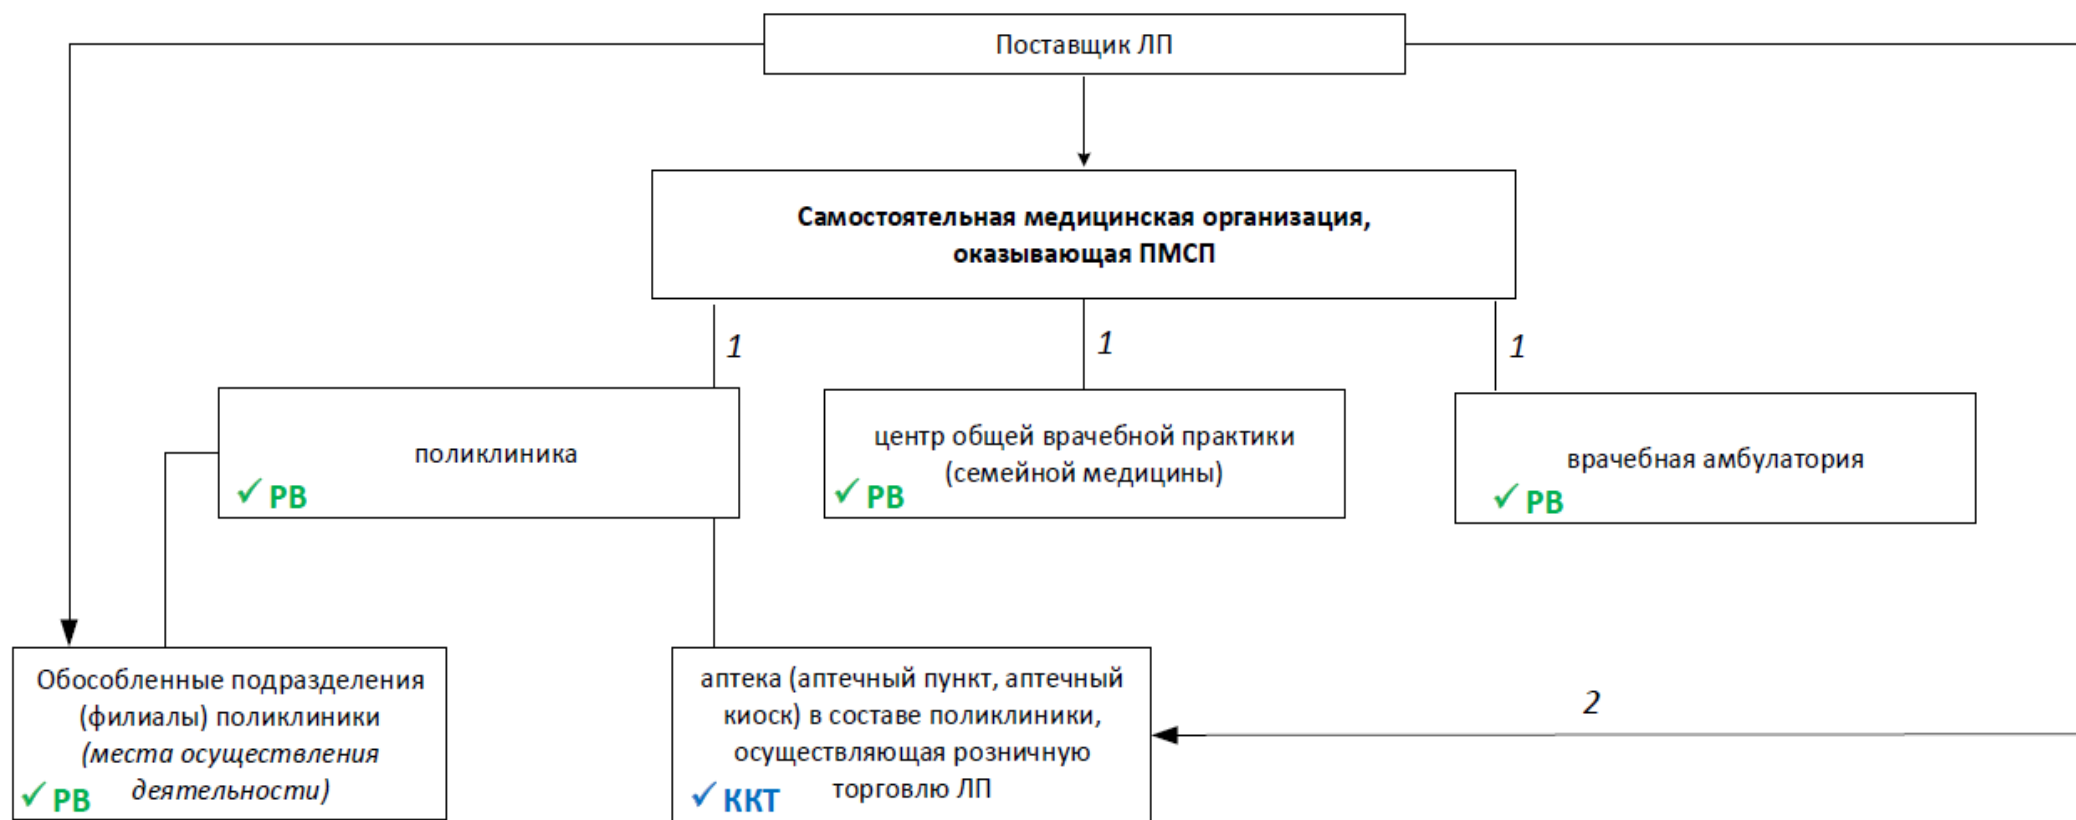 Поставщик ЛП
Самостоятельная медицинская организация,
оказывающая ПМСП
1
1
1
поликлиника
✓ РВ
центр общей врачебной практики
(семейной медицины)
✓ РВ
врачебная амбулатория
✓ РВ
Обособленные подразделения
(филиалы) поликлиники
(места осуществления
деятельности)
✓ РВ
аптека (аптечный пункт, аптечный
киоск) в составе поликлиники,
осуществляющая розничную
торговлю ЛП
✓ ККТ
2